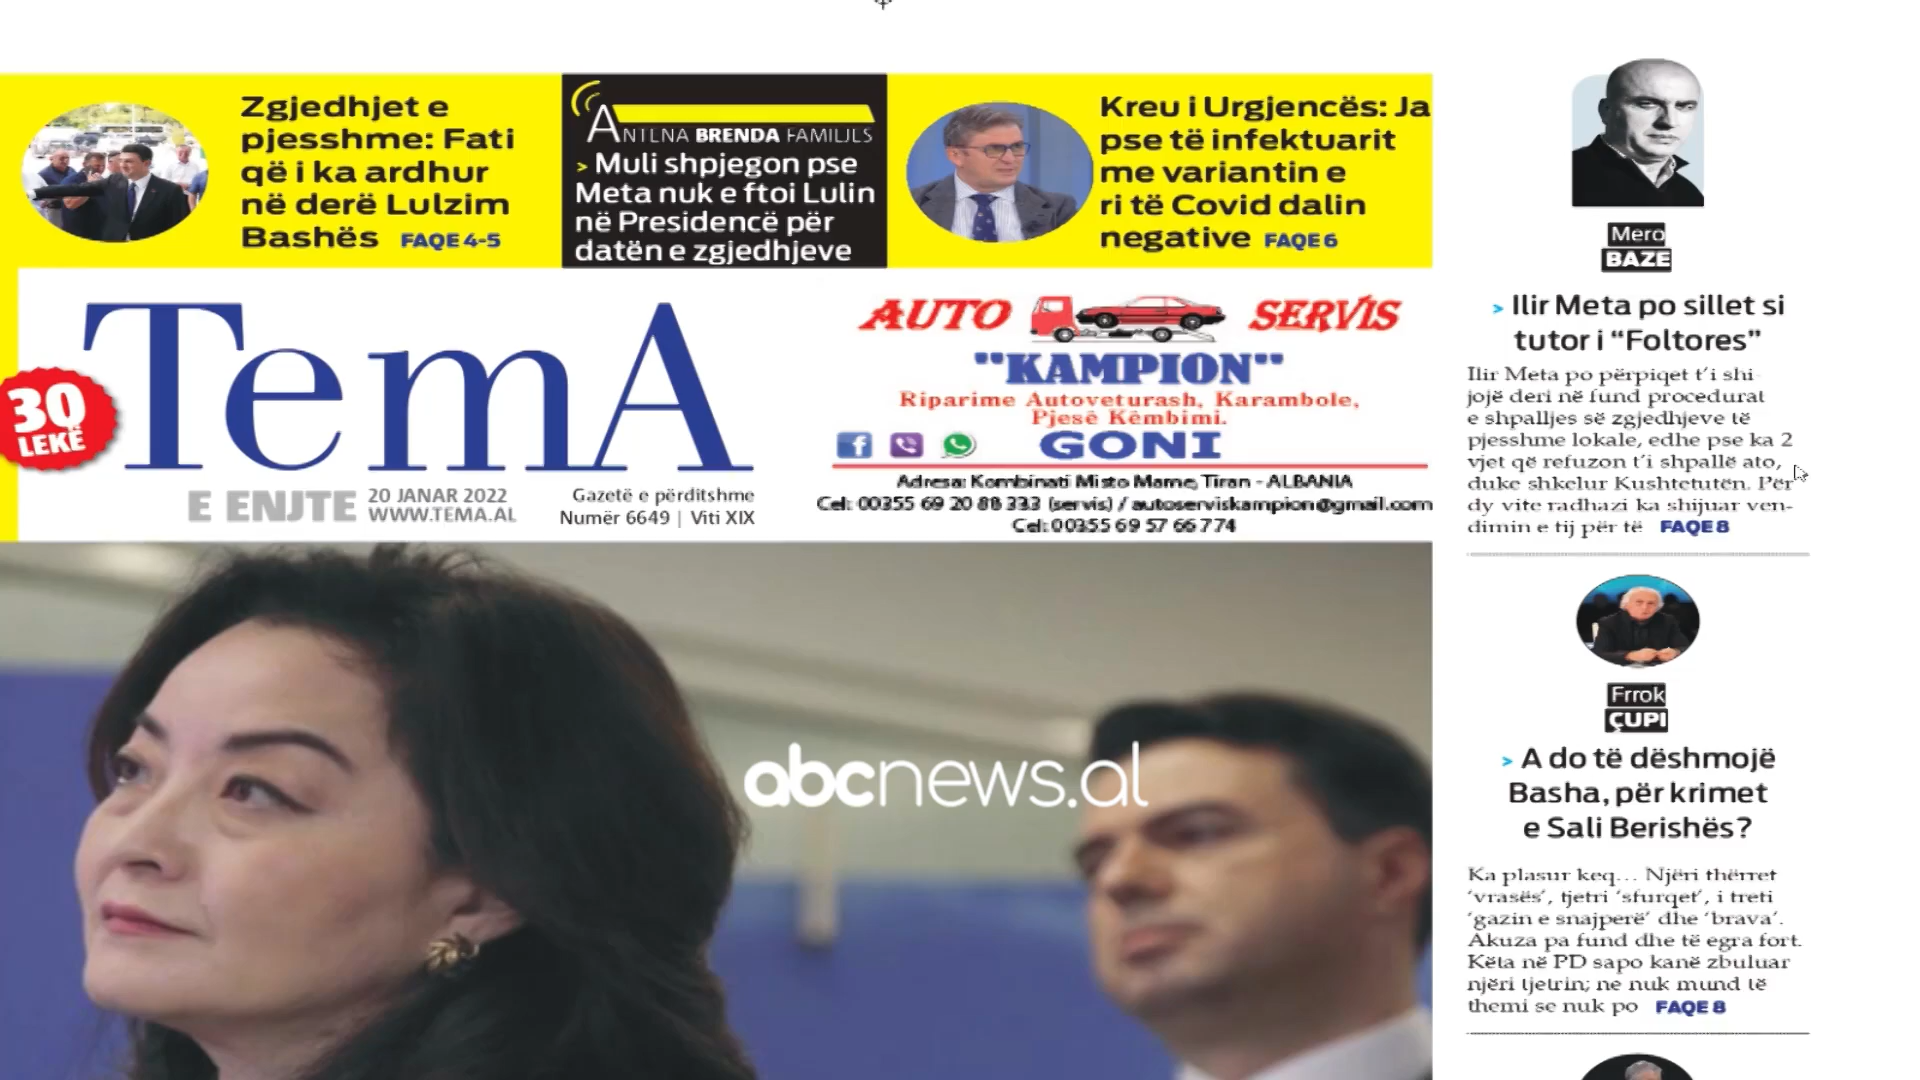 Zgjedhjet e
pjesshme: Fati
që i ka ardhur
në derë Lulzim
Bashës FAQE 4-5
ANTENA BRENDA FAMILJES
> Muli shpjegon pse
Meta nuk e ftoi Lulin
në Presidencë për
datën e zgjedhjeve
Kreu i Urgjencës: Ja
pse të infektuarit
me variantin e
ri të Covid dalin
negative FAQE 6
30
LEKË
TemA
E ENJTE
20 JANAR 2022
WWW.TEMA.AL
Gazetë e përditshme
Numër 6649 | Viti XIX
AUTO SERVIS
"KAMPION"
Riparime Autoveturash, Karambole,
Pjesë Këmbimi.
GONI
Adresa: Kombinati Misto Mame, Tiran - ALBANIA
Cel: 00355 69 20 88 333 (servis) / autoserviskampion@gmail.com
Cel: 00355 69 57 66 774
abcnews.al
Mero
BAZE
> Ilir Meta po sillet si
tutor i “Foltores”
Ilir Meta po përpiqet t’i shi-
jojë deri në fund procedurat
e shpalljes së zgjedhjeve të
pjesshme lokale, edhe pse ka 2
vjet që refuzon t’i shpallë ato,
duke shkelur Kushtetutën. Për
dy vite radhazi ka shijuar ven-
dimin e tij për të FAQE 8
Frrok
ÇUPI
> A do të dëshmojë
Basha, për krimet
e Sali Berishës?
Ka plasur keq... Njëri thërret
‘vrasës’, tjetri ‘sfurqet’, i treti
‘gazin e snajperë’ dhe ‘brava’.
Akuza pa fund dhe të egra fort.
Këta në PD sapo kanë zbuluar
njëri tjetrin; ne nuk mund të
themi se nuk po FAQE 8